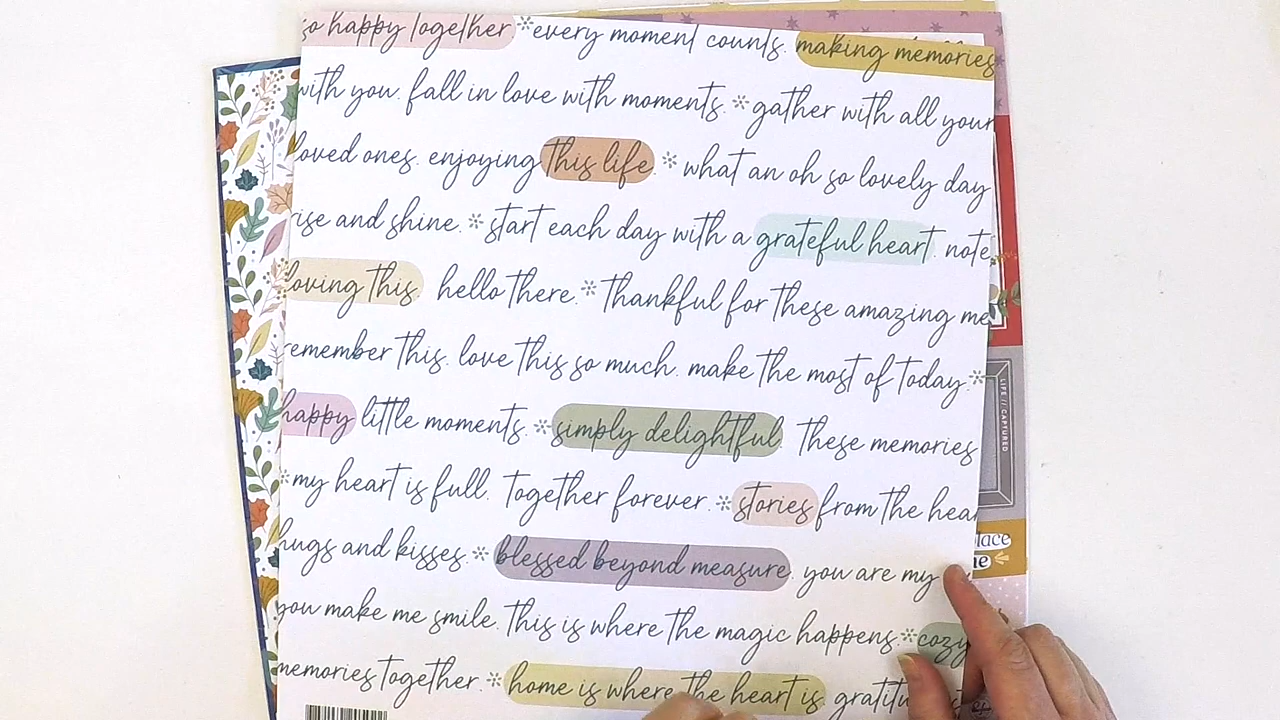 so happy together *every moment counts. making memories
with you. fall in love with moments. *gather with all your
loved ones. enjoying this life. *what an oh so lovely day
rise and shine. *start each day with a grateful heart. note
loving this. hello there. *thankful for these amazing me
remember this. love this so much. make the most of today.*
happy little moments. *simply delightful. these memories
*my heart is full. together forever. *stories from the hear
hugs and kisses. *blessed beyond measure. you are my
you make me smile. this is where the magic happens. *cozy
memories together. *home is where the heart is.
LIFE // CAPTURED